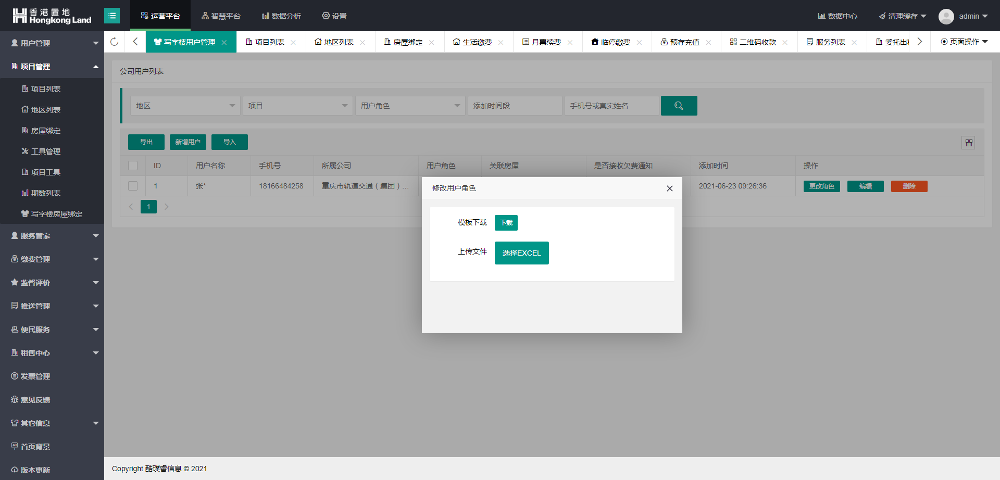 香港置地
Hongkong Land
运营平台
智慧平台
数据分析
设置
数据中心
清理缓存
admin
用户管理
项目管理
项目列表
地区列表
房屋绑定
工具管理
项目工具
期数列表
写字楼房屋绑定
服务管家
缴费管理
监督评价
推送管理
便民服务
租售中心
发票管理
意见反馈
其它信息
首页背景
版本更新
写字楼用户管理
项目列表
地区列表
房屋绑定
生活缴费
月票续费
临停缴费
预存充值
二维码收款
服务列表
委托出
页面操作
公司用户列表
地区
项目
用户角色
添加时间段
手机号或真实姓名
导出
新增用户
导入
ID
用户名称
手机号
所属公司
用户角色
关联房屋
是否接收欠费通知
添加时间
操作
1
张*
18166484258
重庆市轨道交通（集团）...
2021-06-23 09:26:36
更改角色
编辑
删除
1
修改用户角色
模板下载
下载
上传文件
选择EXCEL
Copyright 酷璞睿信息 © 2021